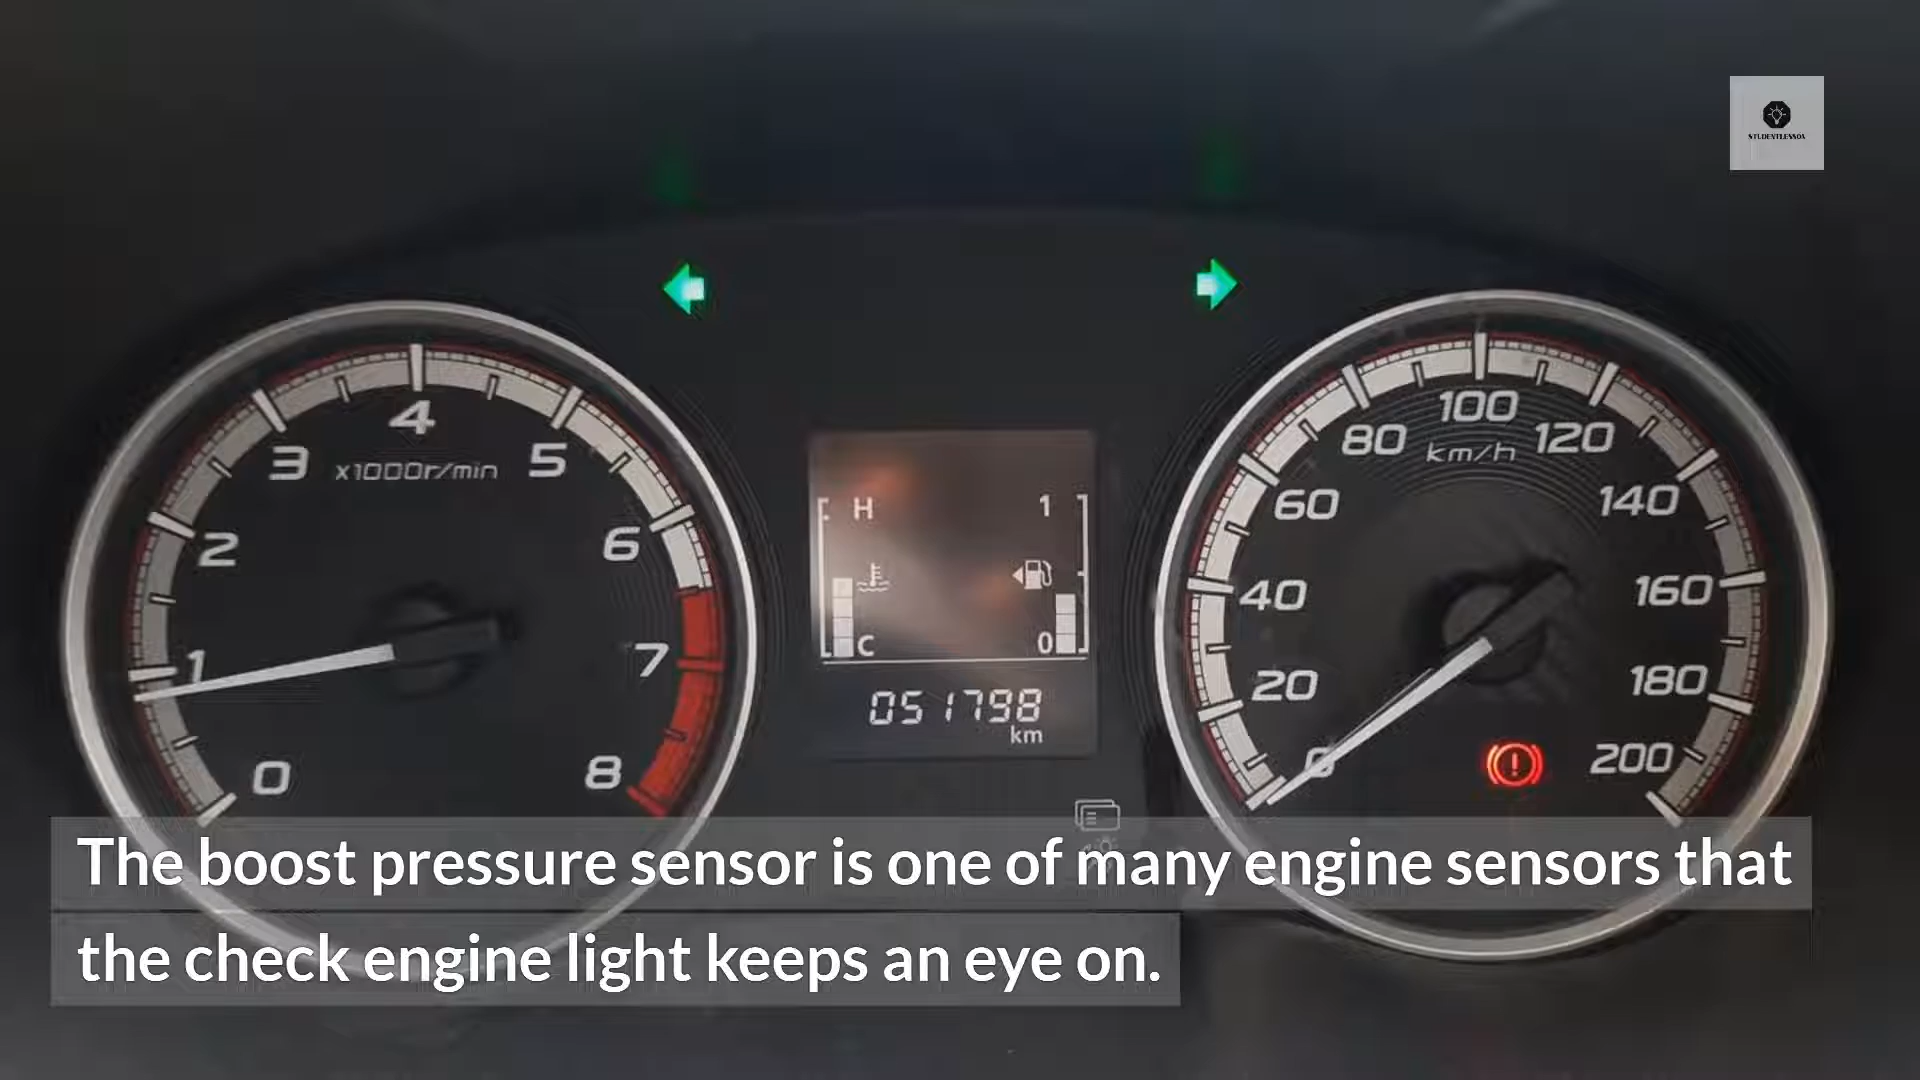 STUDENTLESSON
4
3
5
x1000r/min
2
6
1
7
0
8
H
1
C
0
051798
km
100
80
120
km/h
60
140
40
160
20
180
0
200
The boost pressure sensor is one of many engine sensors that
the check engine light keeps an eye on.